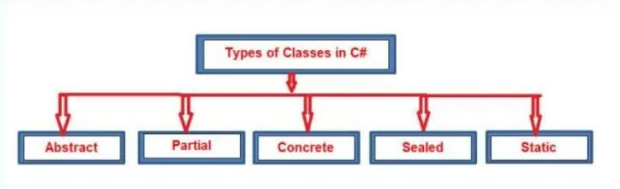 Types of Classes in C#
Abstract
Partial
Concrete
Sealed
Static